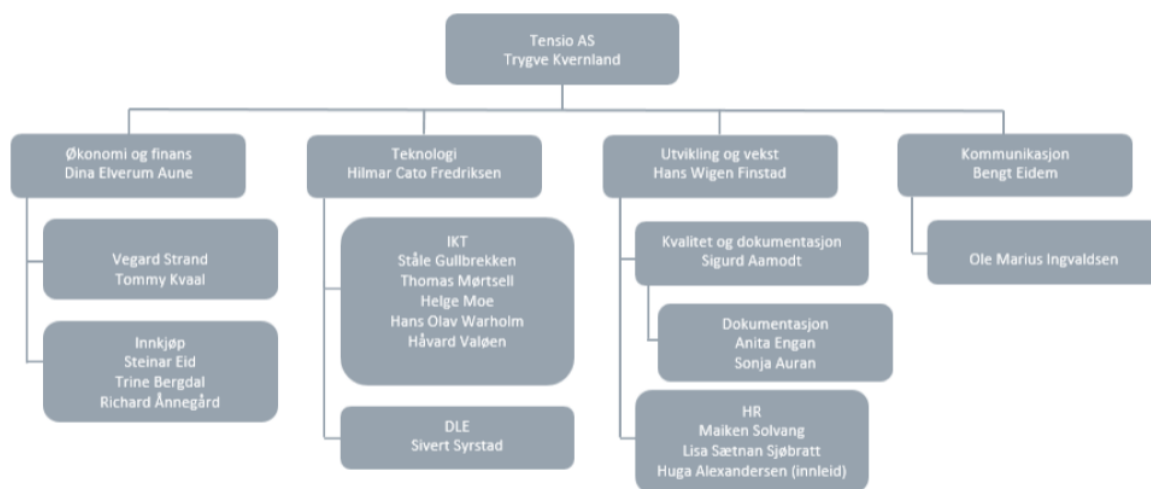 Tensio AS
Trygve Kvernland
Økonomi og finans
Dina Elverum Aune
Vegard Strand
Tommy Kvaal
Innkjøp
Steinar Eid
Trine Bergdal
Richard Ånnegård
Teknologi
Hilmar Cato Fredriksen
IKT
Ståle Gullbrekken
Thomas Mørtsell
Helge Moe
Hans Olav Warholm
Håvard Valøen
DLE
Sivert Syrstad
Utvikling og vekst
Hans Wigen Finstad
Kvalitet og dokumentasjon
Sigurd Aamodt
Dokumentasjon
Anita Engan
Sonja Auran
HR
Maiken Solvang
Lisa Sætnan Sjøbratt
Huga Alexandersen (innleid)
Kommunikasjon
Bengt Eidem
Ole Marius Ingvaldsen